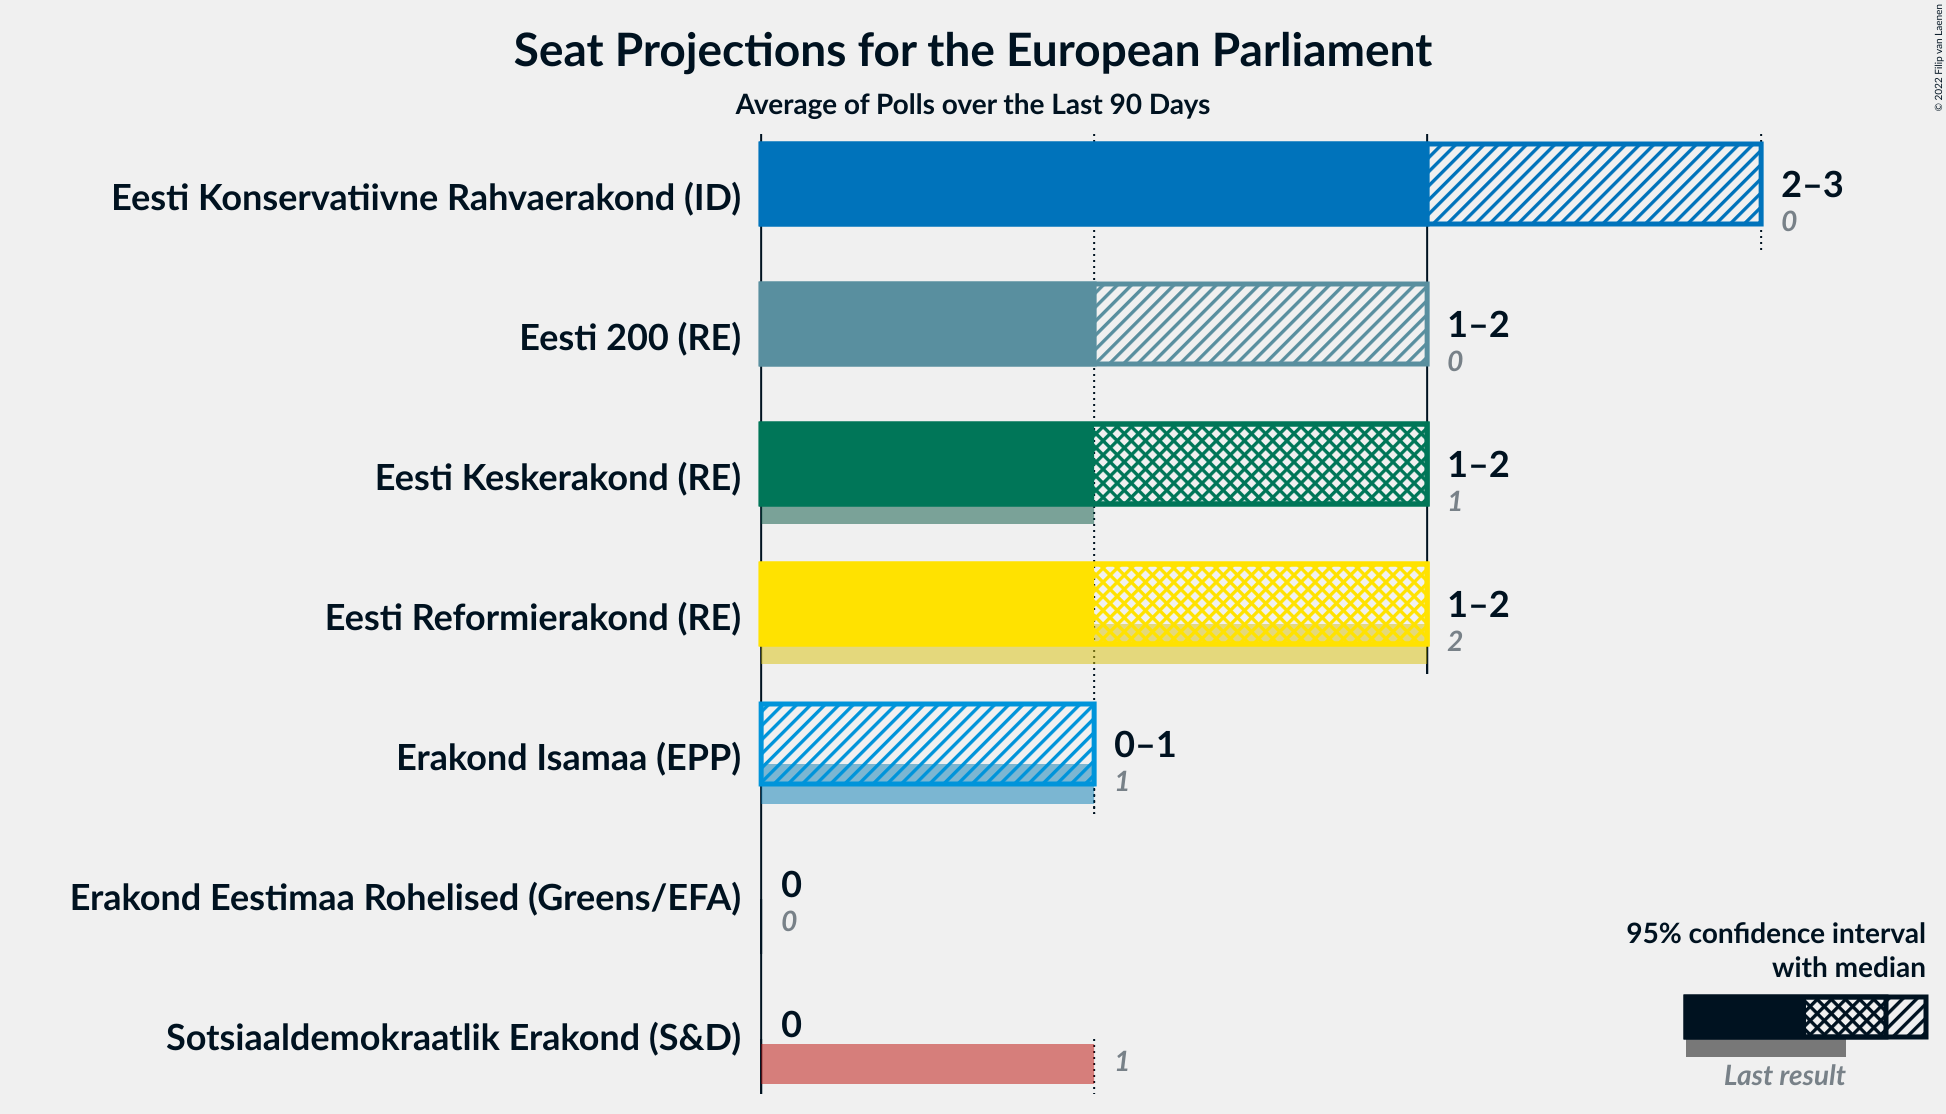 Seat Projections for the European Parliament
Average of Polls over the Last 90 Days
© 2022 Filip van Laenen
Eesti Konservatiivne Rahvaerakond (ID)
2–3
0
Eesti 200 (RE)
1–2
0
Eesti Keskerakond (RE)
1–2
1
Eesti Reformierakond (RE)
1–2
2
Erakond Isamaa (EPP)
0–1
1
Erakond Eestimaa Rohelised (Greens/EFA)
0
0
Sotsiaaldemokraatlik Erakond (S&D)
0
1
95% confidence interval
with median
Last result